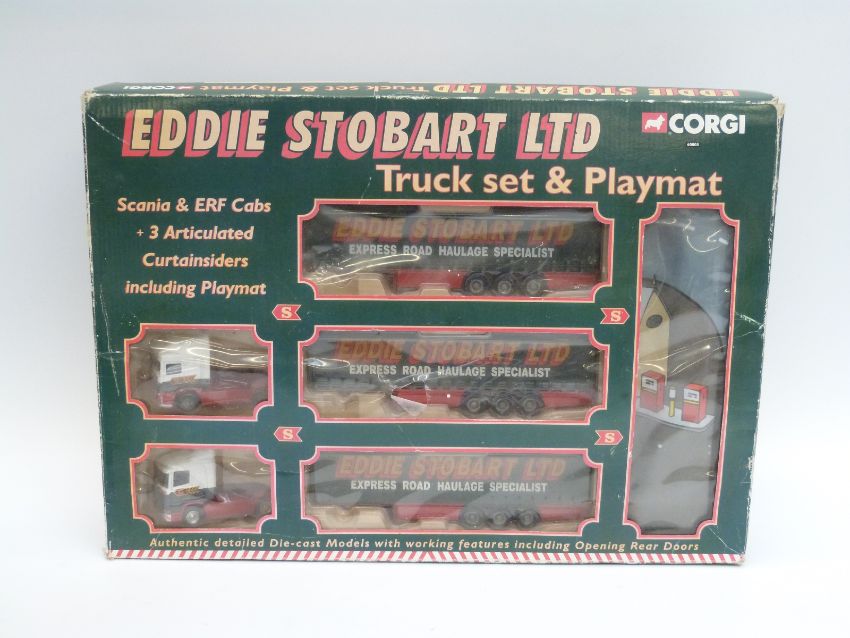 EDDIE STOBART LTD Truck set & Playmat CORGI
EDDIE STOBART LTD
CORGI
Truck set & Playmat
Scania & ERF Cabs
+ 3 Articulated
Curtainsiders
including Playmat
EDDIE STOBART LTD
EXPRESS ROAD HAULAGE SPECIALIST
S
S
EDDIE STOBART LTD
EXPRESS ROAD HAULAGE SPECIALIST
S
S
EDDIE STOBART LTD
EXPRESS ROAD HAULAGE SPECIALIST
Authentic detailed Die-cast Models with working features including Opening Rear Doors